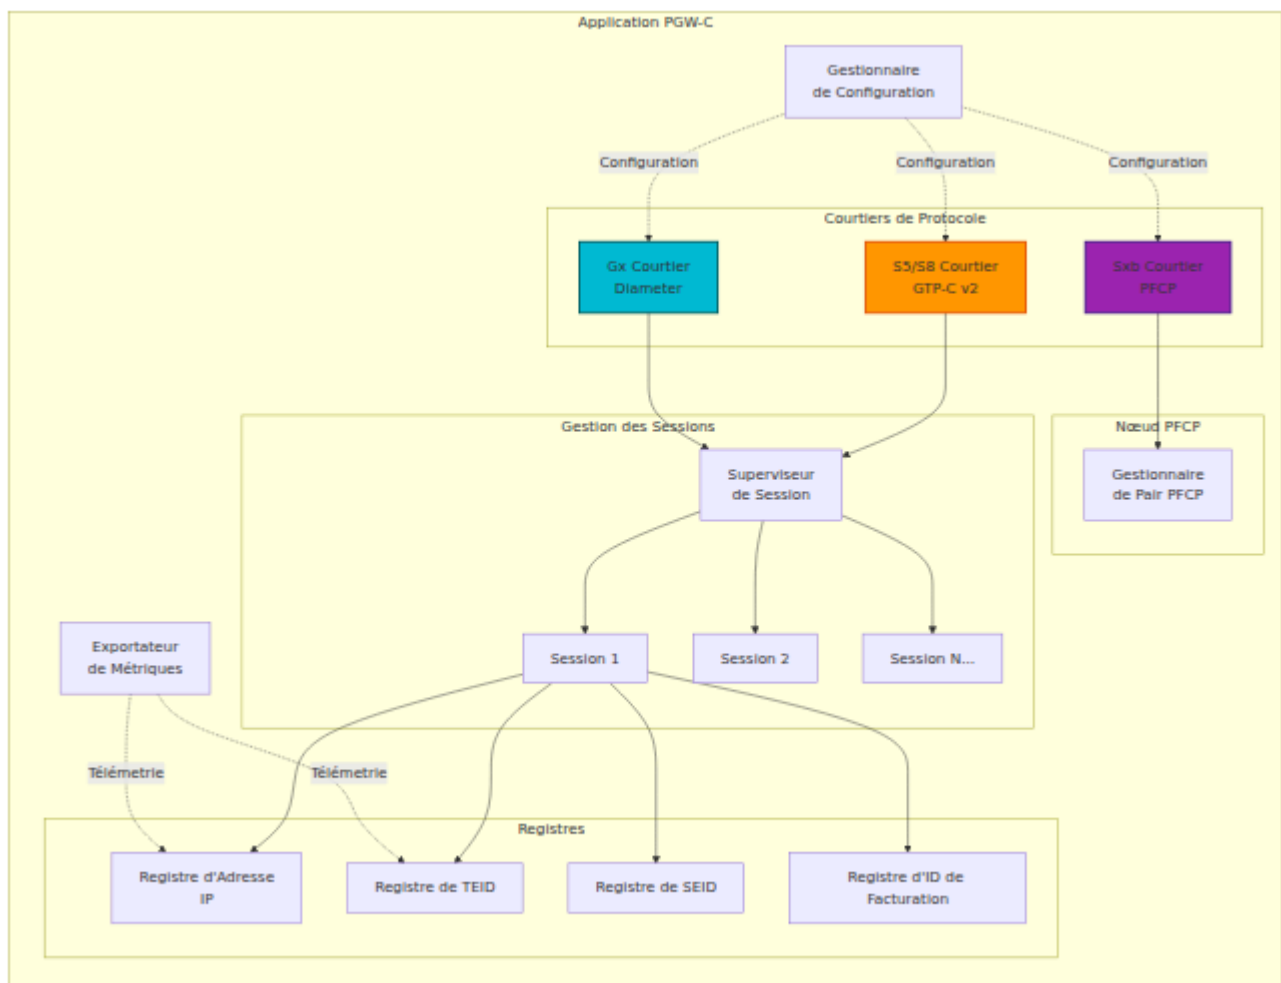 Application PGW-C
Gestionnaire
de Configuration
Configuration
Configuration
Configuration
Courtiers de Protocole
Gx Courtier
Diameter
S5/S8 Courtier
GTP-C v2
Sxb Courtier
PFCP
Gestion des Sessions
Nœud PFCP
Superviseur
de Session
Gestionnaire
de Pair PFCP
Exportateur
de Métriques
Session 1
Session 2
Session N...
Télémetrie
Télémetrie
Registres
Registre d'Adresse
IP
Registre de TEID
Registre de SEID
Registre d'ID de
Facturation